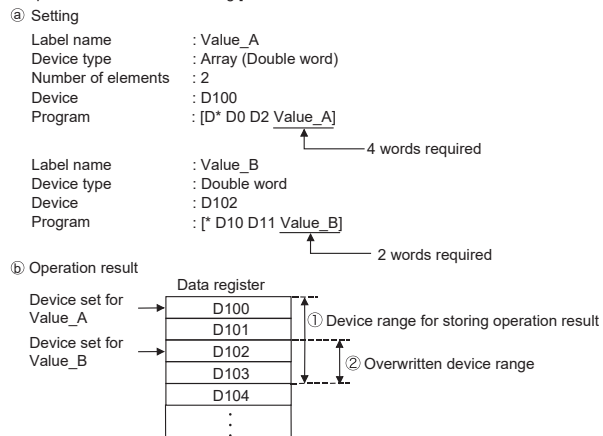 ⓐ Setting
Label name : Value_A
Device type : Array (Double word)
Number of elements : 2
Device : D100
Program : [D* D0 D2 Value_A]
4 words required
Label name : Value_B
Device type : Double word
Device : D102
Program : [* D10 D11 Value_B]
2 words required
ⓑ Operation result
Data register
Device set for
Value_A
Device set for
Value_B
D100
D101
D102
D103
D104
① Device range for storing operation result
② Overwritten device range